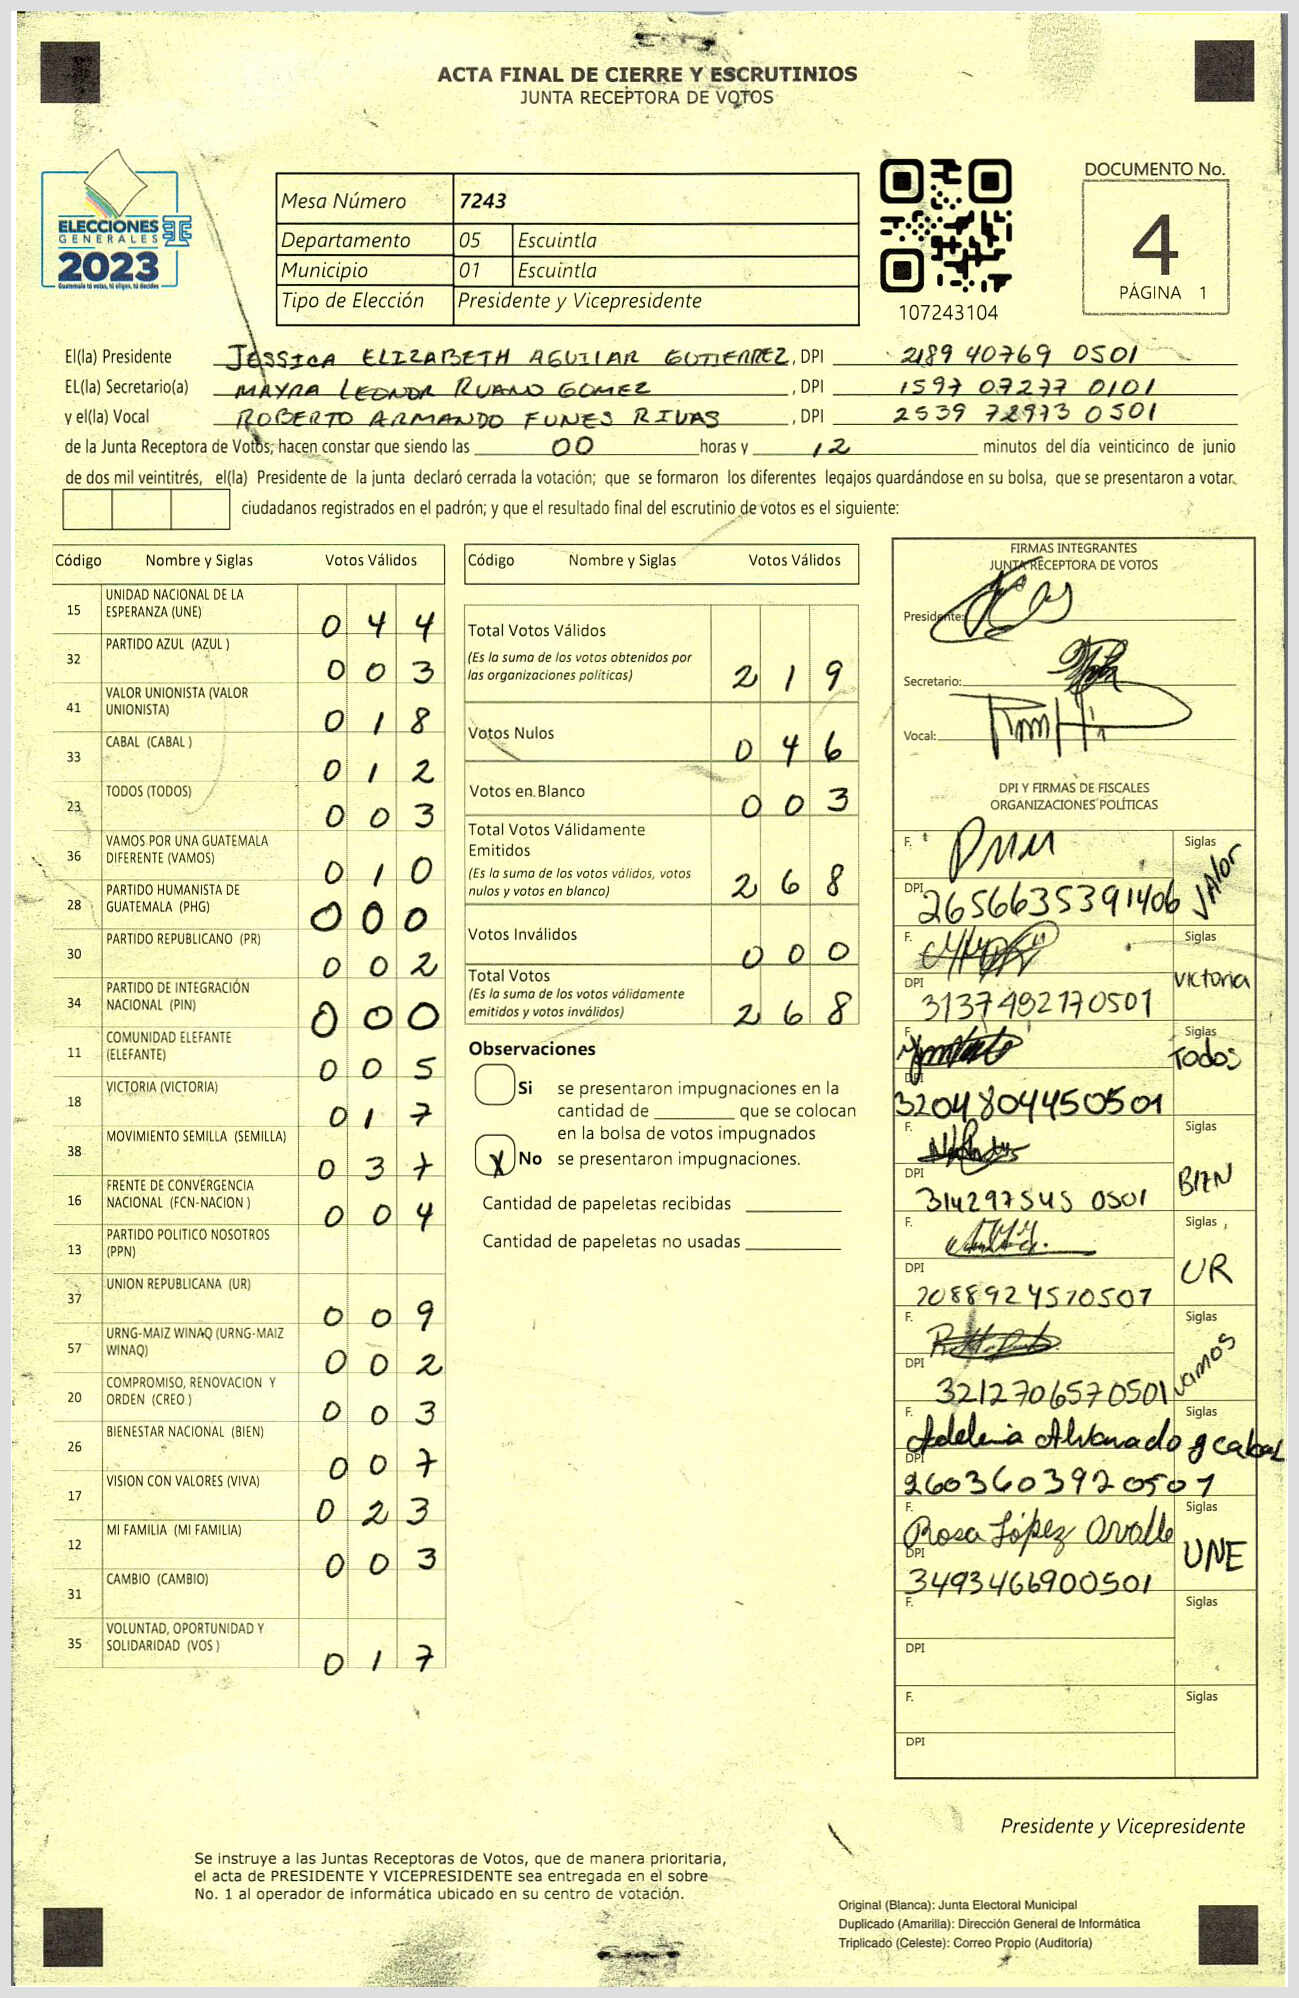 ACTA FINAL DE CIERRE Y ESCRUTINIOS
JUNTA RECEPTORA DE VOTOS
ELECCIONES
GENERALES
2023
Guatemala tú votas, tú eliges, tú decides
Mesa Número 7243
Departamento 05 Escuintla
Municipio 01 Escuintla
Tipo de Elección Presidente y Vicepresidente
107243104
DOCUMENTO No.
4
PÁGINA 1
El(la) Presidente JESSICA ELIZABETH AGUILAR GUTIERREZ, DPI 2189 40769 0501
EL(la) Secretario(a) MAYRA LEONOR RUANO GOMEZ, DPI 1597 07277 0101
y el(la) Vocal ROBERTO ARMANDO FUNES RIVAS, DPI 2539 72973 0501
de la Junta Receptora de Votos, hacen constar que siendo las 00 horas y 12 minutos del día veinticinco de junio
de dos mil veintitrés, el(la) Presidente de la junta declaró cerrada la votación; que se formaron los diferentes legajos guardándose en su bolsa, que se presentaron a votar
ciudadanos registrados en el padrón; y que el resultado final del escrutinio de votos es el siguiente:
Código Nombre y Siglas Votos Válidos
15 UNIDAD NACIONAL DE LA
ESPERANZA (UNE) 0 4 4
32 PARTIDO AZUL (AZUL ) 0 0 3
41 VALOR UNIONISTA (VALOR
UNIONISTA) 0 1 8
33 CABAL (CABAL ) 0 1 2
23 TODOS (TODOS) 0 0 3
36 VAMOS POR UNA GUATEMALA
DIFERENTE (VAMOS) 0 1 0
28 PARTIDO HUMANISTA DE
GUATEMALA (PHG) 0 0 0
30 PARTIDO REPUBLICANO (PR) 0 0 2
34 PARTIDO DE INTEGRACIÓN
NACIONAL (PIN) 0 0 0
11 COMUNIDAD ELEFANTE
(ELEFANTE) 0 0 5
18 VICTORIA (VICTORIA) 0 1 7
38 MOVIMIENTO SEMILLA (SEMILLA) 0 3 7
16 FRENTE DE CONVERGENCIA
NACIONAL (FCN-NACION ) 0 0 4
13 PARTIDO POLITICO NOSOTROS
(PPN)
37 UNION REPUBLICANA (UR) 0 0 9
57 URNG-MAIZ WINAQ (URNG-MAIZ
WINAQ) 0 0 2
20 COMPROMISO, RENOVACION Y
ORDEN (CREO ) 0 0 3
26 BIENESTAR NACIONAL (BIEN) 0 0 7
17 VISION CON VALORES (VIVA) 0 2 3
12 MI FAMILIA (MI FAMILIA) 0 0 3
31 CAMBIO (CAMBIO)
35 VOLUNTAD, OPORTUNIDAD Y
SOLIDARIDAD (VOS ) 0 1 7
Código Nombre y Siglas Votos Válidos
Total Votos Válidos
(Es la suma de los votos obtenidos por
las organizaciones políticas) 2 1 9
Votos Nulos 0 4 6
Votos en Blanco 0 0 3
Total Votos Válidamente
Emitidos
(Es la suma de los votos válidos, votos
nulos y votos en blanco) 2 6 8
Votos Inválidos 0 0 0
Total Votos
(Es la suma de los votos válidamente
emitidos y votos inválidos) 2 6 8
Observaciones
Si se presentaron impugnaciones en la
cantidad de ________ que se colocan
en la bolsa de votos impugnados
X No se presentaron impugnaciones.
Cantidad de papeletas recibidas
Cantidad de papeletas no usadas
FIRMAS INTEGRANTES
JUNTA RECEPTORA DE VOTOS
Presidente:
Secretario:
Vocal:
DPI Y FIRMAS DE FISCALES
ORGANIZACIONES POLÍTICAS
F. Siglas VALOR
DPI 2656635391406
F. Siglas Victoria
DPI 3137492170501
F. Siglas TODOS
DPI 3204804450501
F. Siglas BIEN
DPI 314297545 0501
F. Siglas UR
DPI 2088924570501
F. Siglas Vamos
DPI 3212706570501
F. Adelenia Alvarado g Siglas cabal
DPI 2603603920501
F. Rosa López Ovalle Siglas UNE
DPI 3493466900501
F. Siglas
DPI
F. Siglas
DPI
Presidente y Vicepresidente
Se instruye a las Juntas Receptoras de Votos, que de manera prioritaria,
el acta de PRESIDENTE Y VICEPRESIDENTE sea entregada en el sobre
No. 1 al operador de informática ubicado en su centro de votación.
Original (Blanca): Junta Electoral Municipal
Duplicado (Amarilla): Dirección General de Informática
Triplicado (Celeste): Correo Propio (Auditoría)